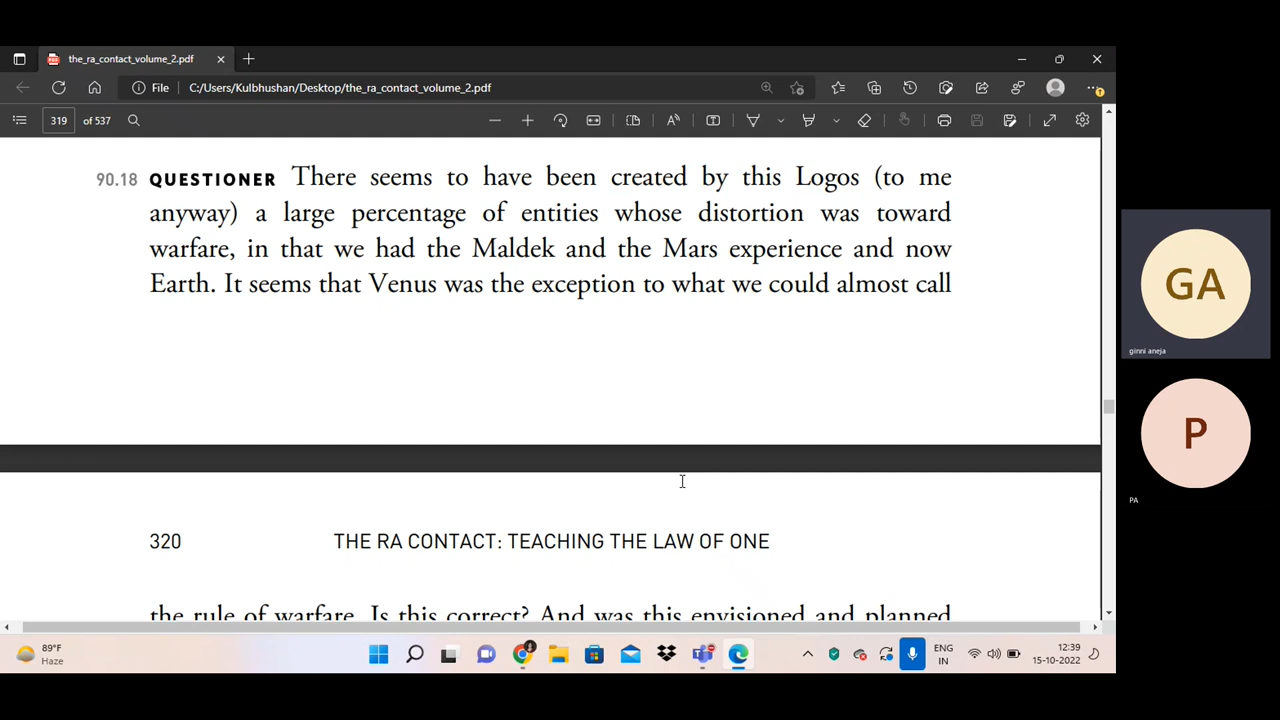 the_ra_contact_volume_2.pdf
File C:/Users/Kulbhushan/Desktop/the_ra_contact_volume_2.pdf
319 of 537
90.18 QUESTIONER There seems to have been created by this Logos (to me
anyway) a large percentage of entities whose distortion was toward
warfare, in that we had the Maldek and the Mars experience and now
Earth. It seems that Venus was the exception to what we could almost call
320 THE RA CONTACT: TEACHING THE LAW OF ONE
the rule of warfare. Is this correct? And was this envisioned and planned
GA
ginni aneja
P
PA
89°F
Haze
ENG
IN
12:39
15-10-2022